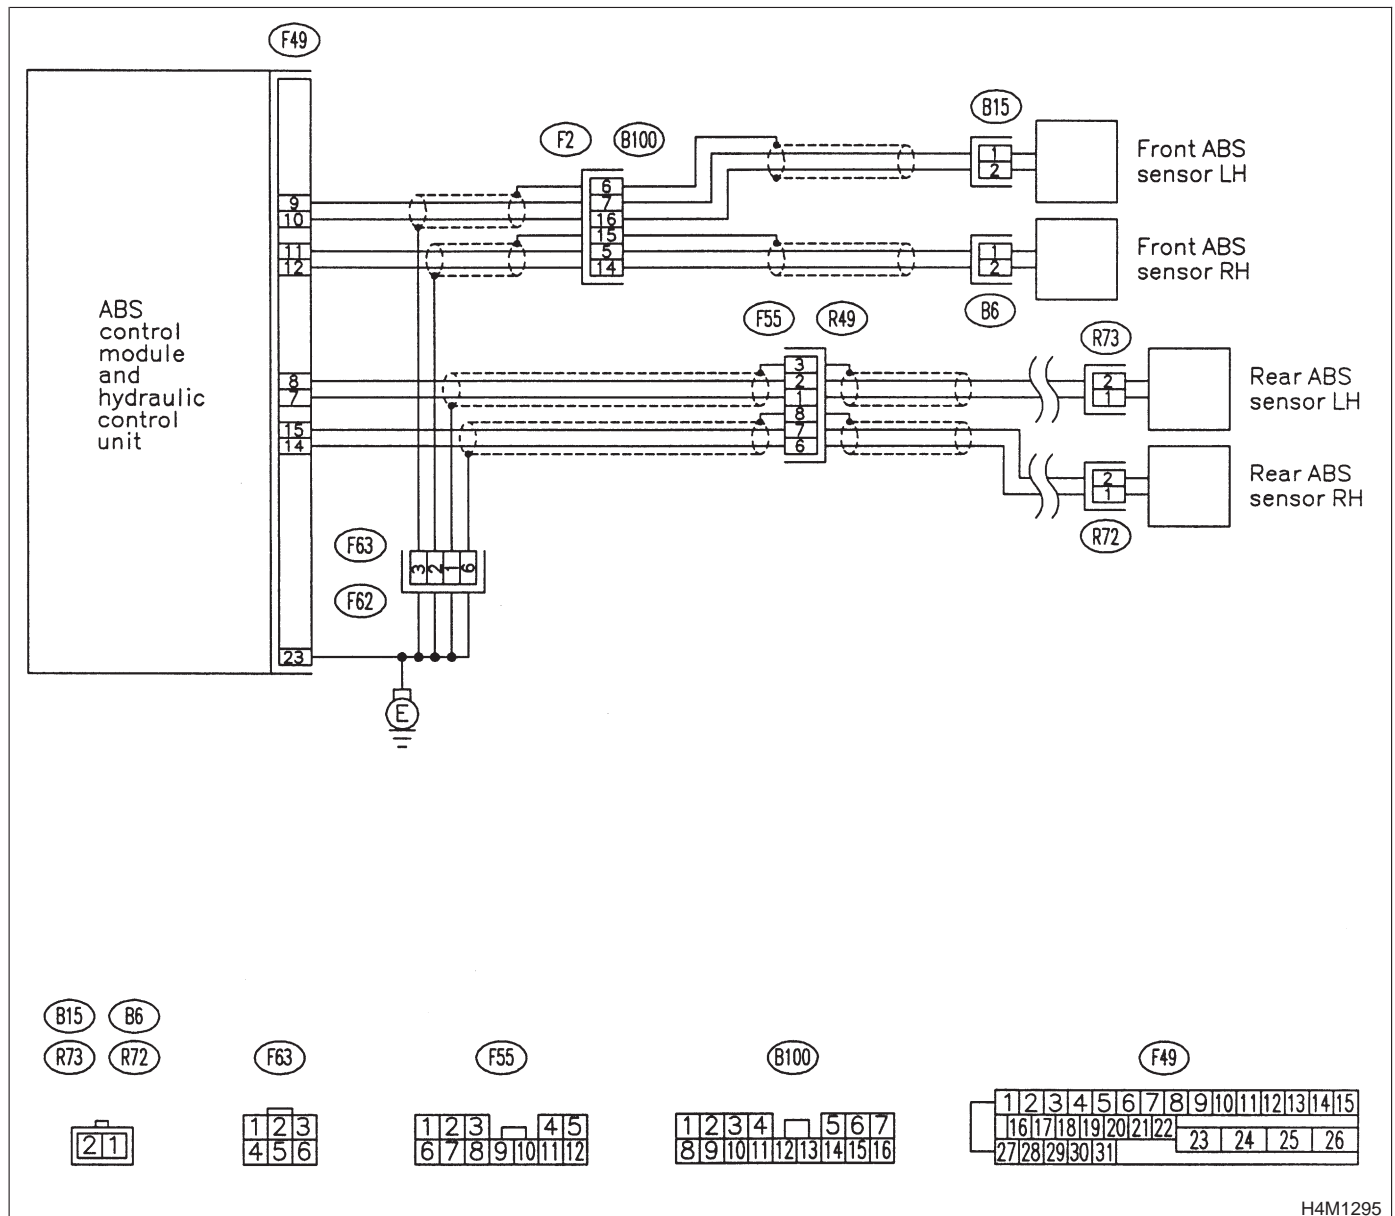 F49
B15
F2 B100
1
2
Front ABS
sensor LH
9
10
11
12
6
7
16
15
5
14
1
2
Front ABS
sensor RH
B6
ABS
control
module
and
hydraulic
control
unit
F55 R49
R73
8
7
15
14
3
2
1
8
7
6
2
1
Rear ABS
sensor LH
2
1
Rear ABS
sensor RH
R72
F63
3 2 1 6
F62
23
E
B15 B6
R73 R72
F63
F55
B100
F49
2 1
1 2 3
4 5 6
1 2 3 4 5
6 7 8 9 10 11 12
1 2 3 4 5 6 7
8 9 10 11 12 13 14 15 16
1 2 3 4 5 6 7 8 9 10 11 12 13 14 15
16 17 18 19 20 21 22 23 24 25 26
27 28 29 30 31
H4M1295